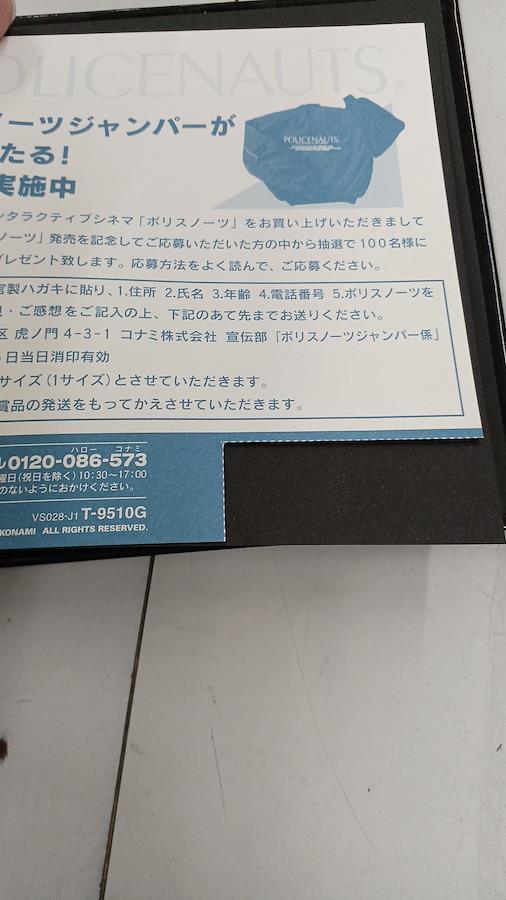 POLICENAUTS®
ノーツジャンパーが
たる!
実施中
POLICENAUTS
ンタラクティブシネマ「ポリスノーツ」をお買い上げいただきまして
ノーツ」発売を記念してご応募いただいた方の中から抽選で100名様に
プレゼント致します。応募方法をよく読んで、ご応募ください。
官製ハガキに貼り、1.住所 2.氏名 3.年齢 4.電話番号 5.ポリスノーツを
・ご感想をご記入の上、下記のあて先までお送りください。
区 虎ノ門4-3-1 コナミ株式会社 宣伝部「ポリスノーツジャンパー係」
日当日消印有効
サイズ(1サイズ)とさせていただきます。
賞品の発送をもってかえさせていただきます。
ハロー コナミ
0120-086-573
曜日(祝日を除く)10:30〜17:00
のないようにおかけください。
VS028-J1 T-9510G
KONAMI ALL RIGHTS RESERVED.